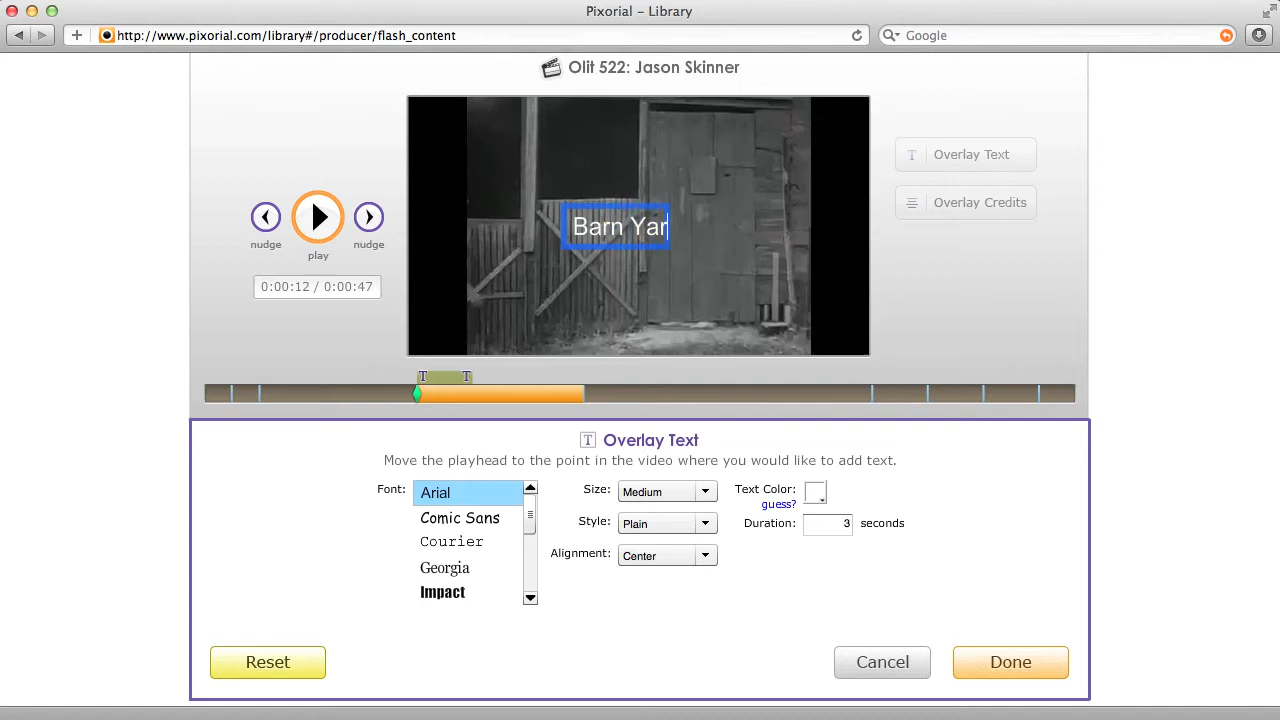 Pixorial – Library
http://www.pixorial.com/library#/producer/flash_content
Google
Olit 522: Jason Skinner
T Overlay Text
Overlay Credits
Barn Yar
nudge
nudge
play
0:00:12 / 0:00:47
T T
T Overlay Text
Move the playhead to the point in the video where you would like to add text.
Font:
Arial
Comic Sans
Courier
Georgia
Impact
Size: Medium
Style: Plain
Alignment: Center
Text Color:
guess?
Duration: 3 seconds
Reset
Cancel
Done